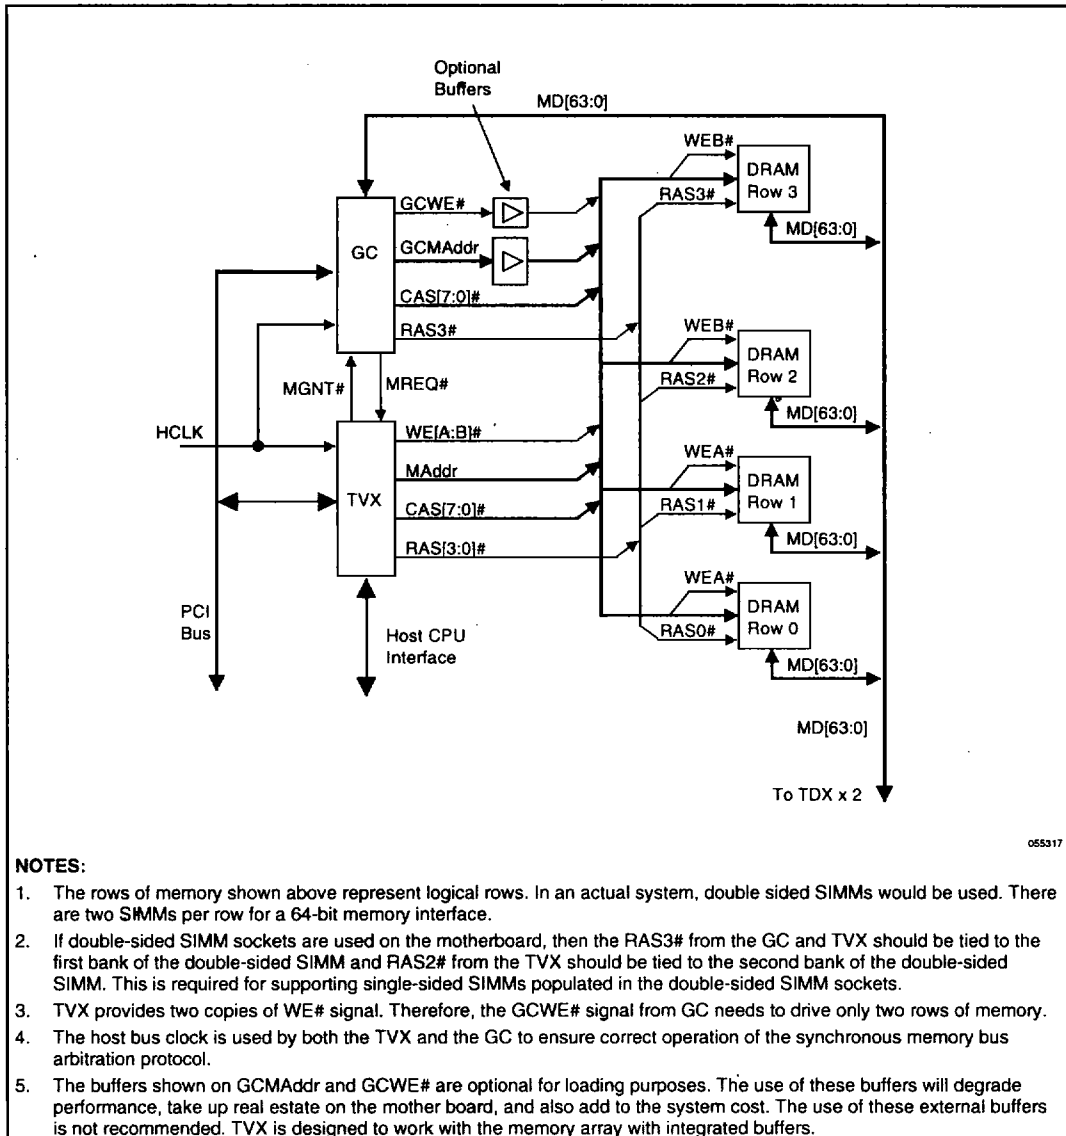 Optional
Buffers
MD[63:0]
WEB#
DRAM
Row 3
RAS3#
MD[63:0]
GCWE#
GC
GCMAddr
CAS[7:0]#
RAS3#
WEB#
DRAM
Row 2
RAS2#
MD[63:0]
MGNT#
MREQ#
HCLK
WE[A:B]#
MAddr
TVX
CAS[7:0]#
RAS[3:0]#
WEA#
DRAM
Row 1
RAS1#
MD[63:0]
WEA#
DRAM
Row 0
RAS0#
MD[63:0]
PCI
Bus
Host CPU
Interface
MD[63:0]
To TDX x 2
055317
NOTES:
1. The rows of memory shown above represent logical rows. In an actual system, double sided SIMMs would be used. There
are two SIMMs per row for a 64-bit memory interface.
2. If double-sided SIMM sockets are used on the motherboard, then the RAS3# from the GC and TVX should be tied to the
first bank of the double-sided SIMM and RAS2# from the TVX should be tied to the second bank of the double-sided
SIMM. This is required for supporting single-sided SIMMs populated in the double-sided SIMM sockets.
3. TVX provides two copies of WE# signal. Therefore, the GCWE# signal from GC needs to drive only two rows of memory.
4. The host bus clock is used by both the TVX and the GC to ensure correct operation of the synchronous memory bus
arbitration protocol.
5. The buffers shown on GCMAddr and GCWE# are optional for loading purposes. The use of these buffers will degrade
performance, take up real estate on the mother board, and also add to the system cost. The use of these external buffers
is not recommended. TVX is designed to work with the memory array with integrated buffers.